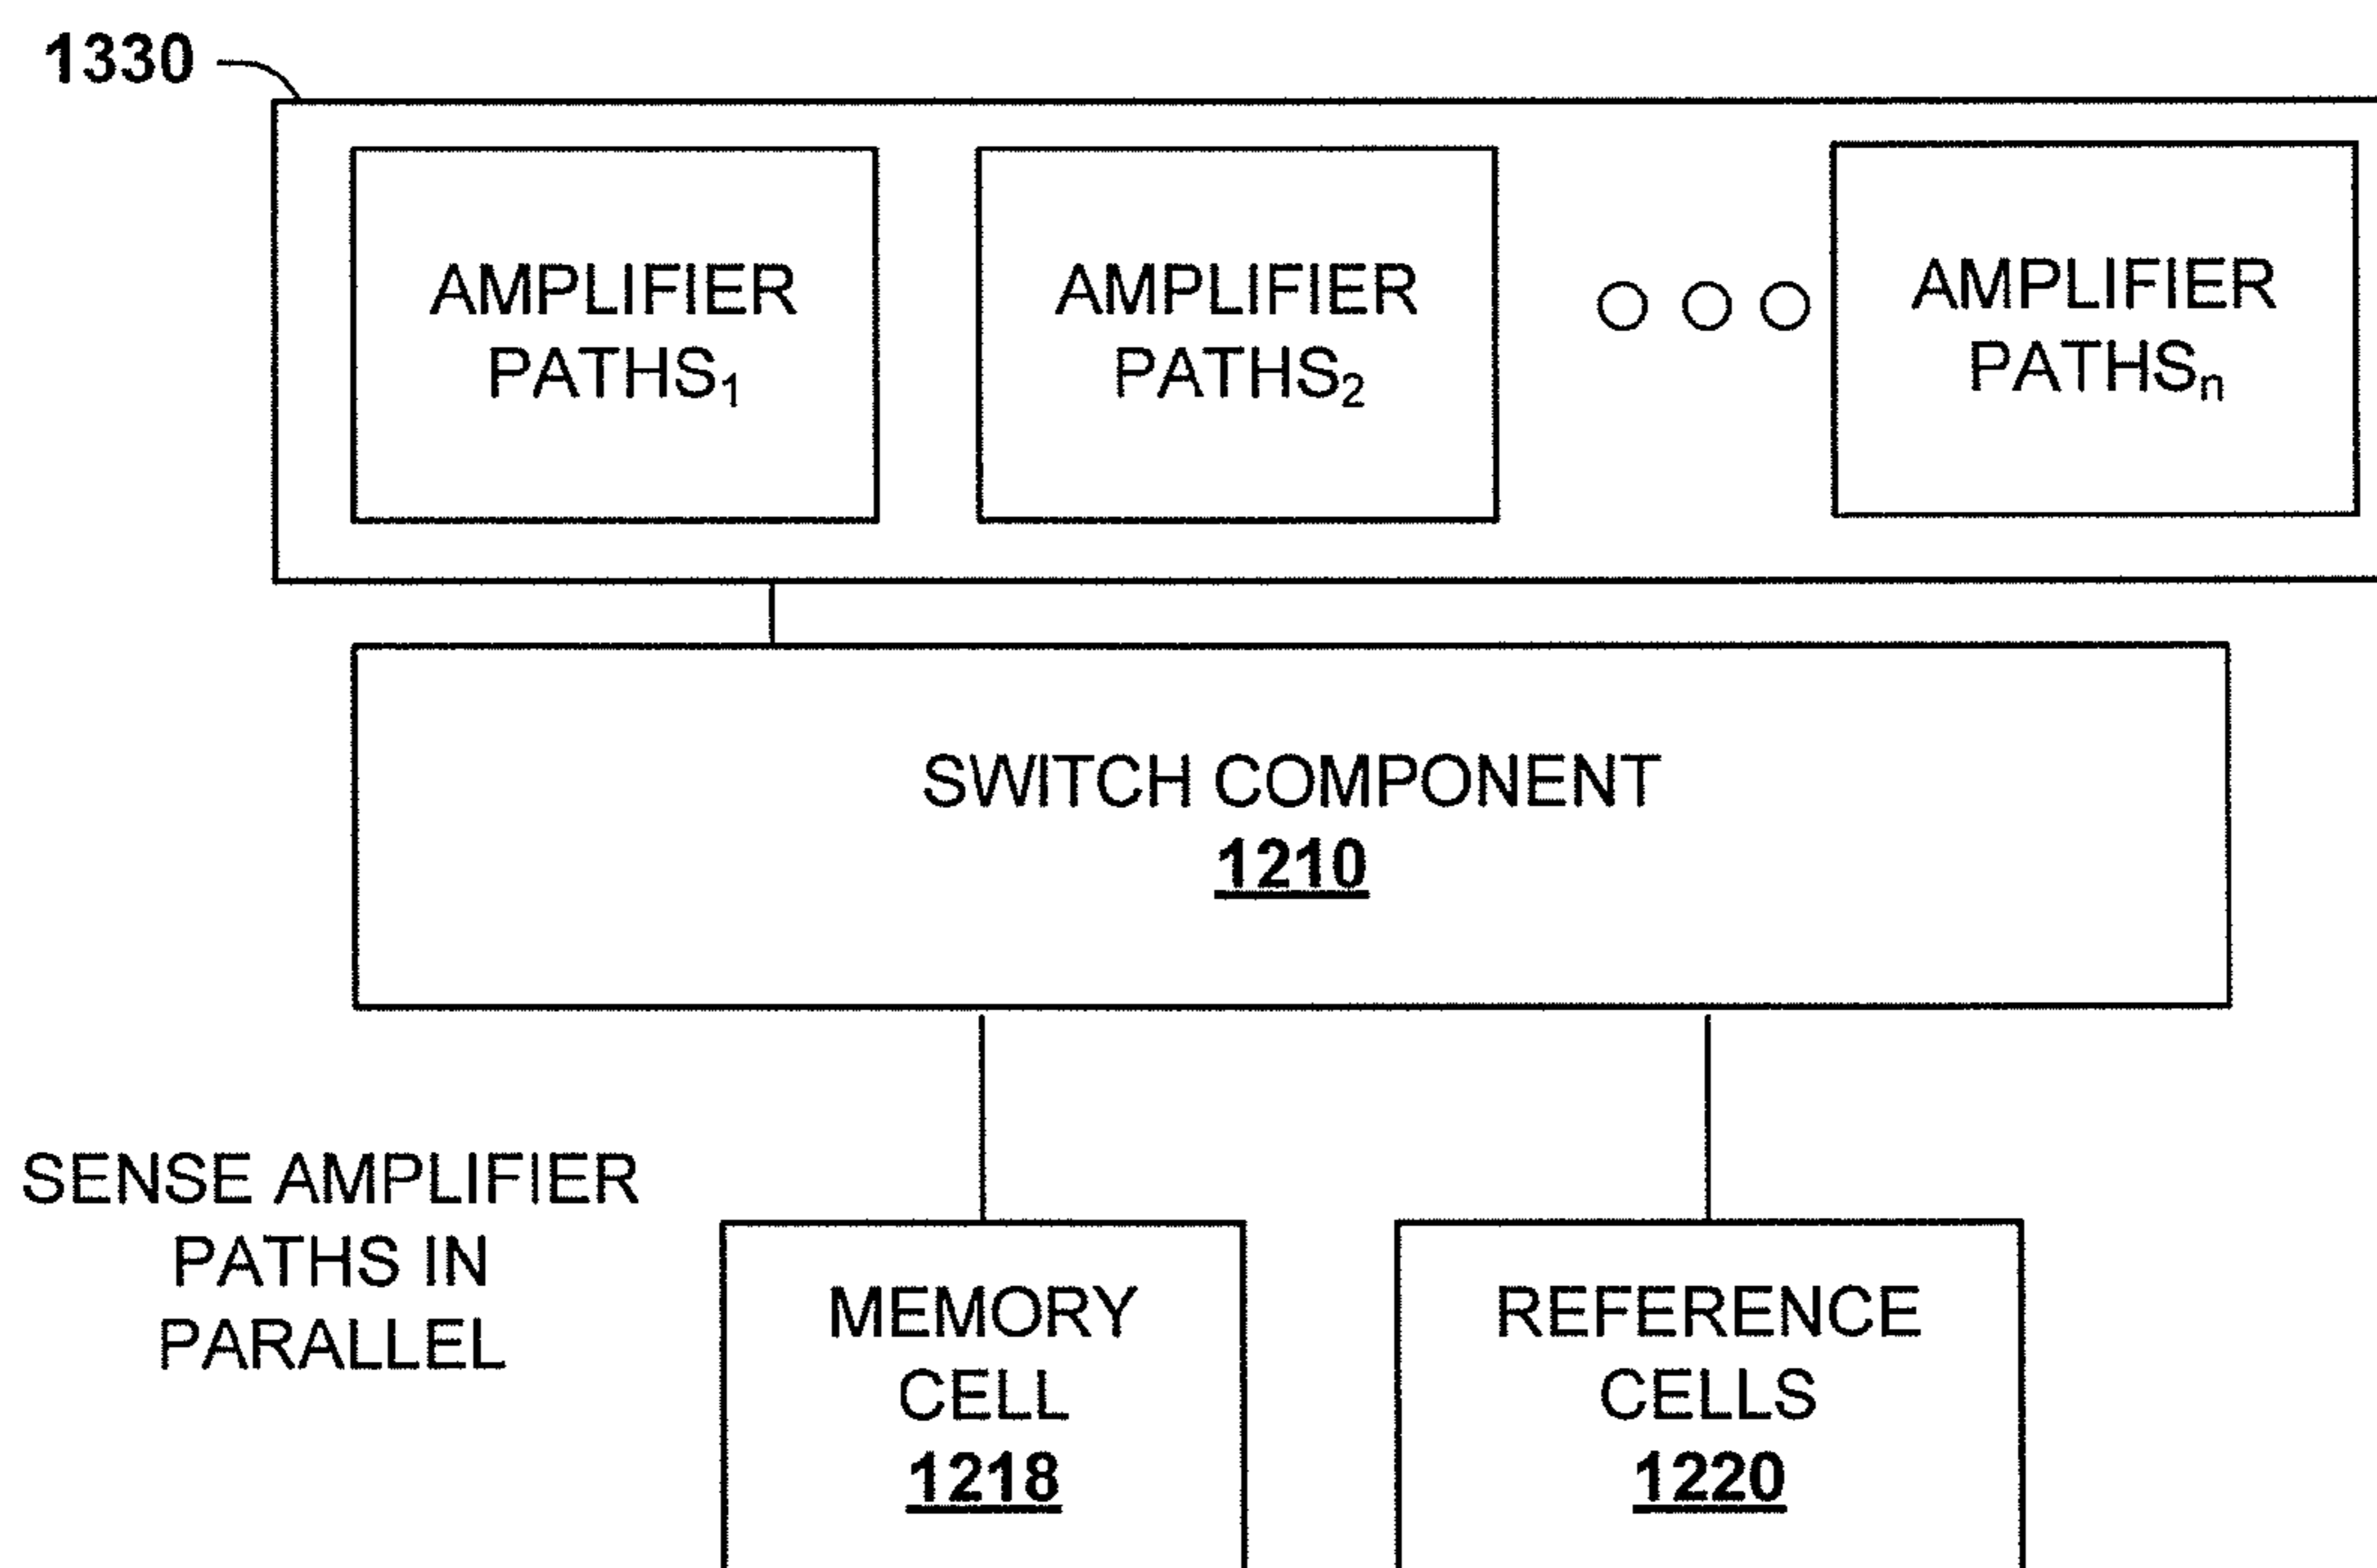 1330
AMPLIFIER
PATHS₁
AMPLIFIER
PATHS₂
AMPLIFIER
PATHSₙ
SWITCH COMPONENT
1210
SENSE AMPLIFIER
PATHS IN
PARALLEL
MEMORY
CELL
1218
REFERENCE
CELLS
1220